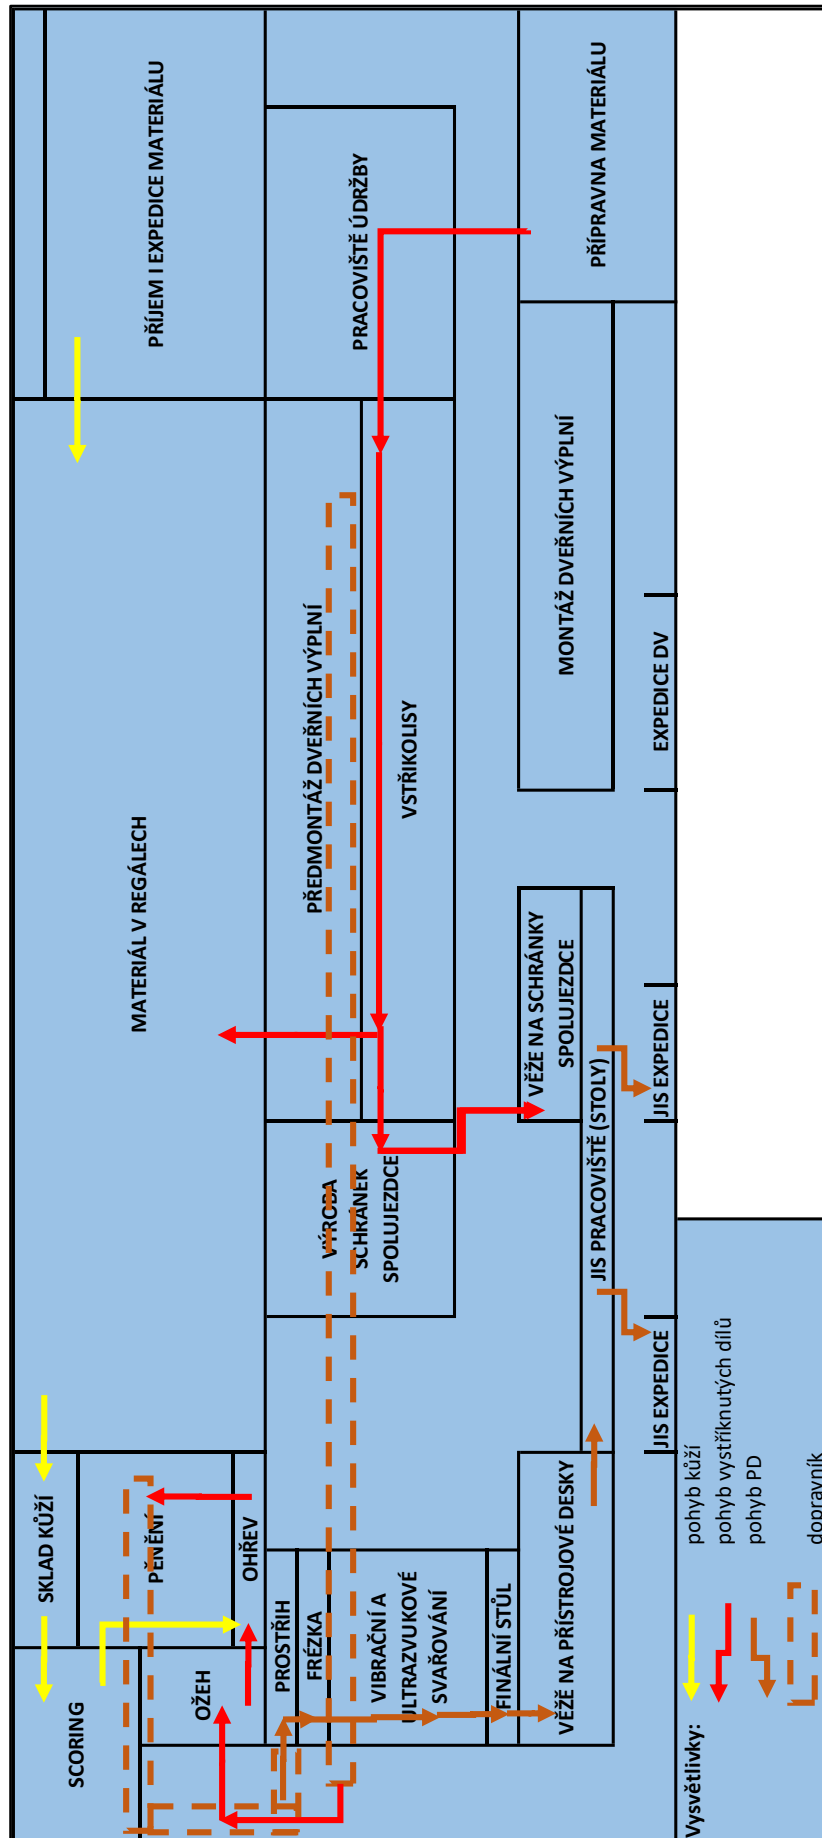 SCORING
SKLAD KŮŽÍ
PĚNĚNÍ
OHŘEV
OŽEH
PROSTŘIH
FRÉZKA
VIBRAČNÍ A
ULTRAZVUKOVÉ
SVAŘOVÁNÍ
FINÁLNÍ STŮL
VĚŽE NA PŘÍSTROJOVÉ DESKY
MATERIÁL V REGÁLECH
PŘÍJEM I EXPEDICE MATERIÁLU
VÝROBA
SCHRÁNEK
SPOLUJEZDCE
PŘEDMONTÁŽ DVEŘNÍCH VÝPLNÍ
VSTŘIKOLISY
PRACOVIŠTĚ ÚDRŽBY
VĚŽE NA SCHRÁNKY
SPOLUJEZDCE
JIS PRACOVIŠTĚ (STOLY)
MONTÁŽ DVEŘNÍCH VÝPLNÍ
PŘÍPRAVNA MATERIÁLU
JIS EXPEDICE
JIS EXPEDICE
EXPEDICE DV
Vysvětlivky:
pohyb kůží
pohyb vystříknutých dílů
pohyb PD
dopravník